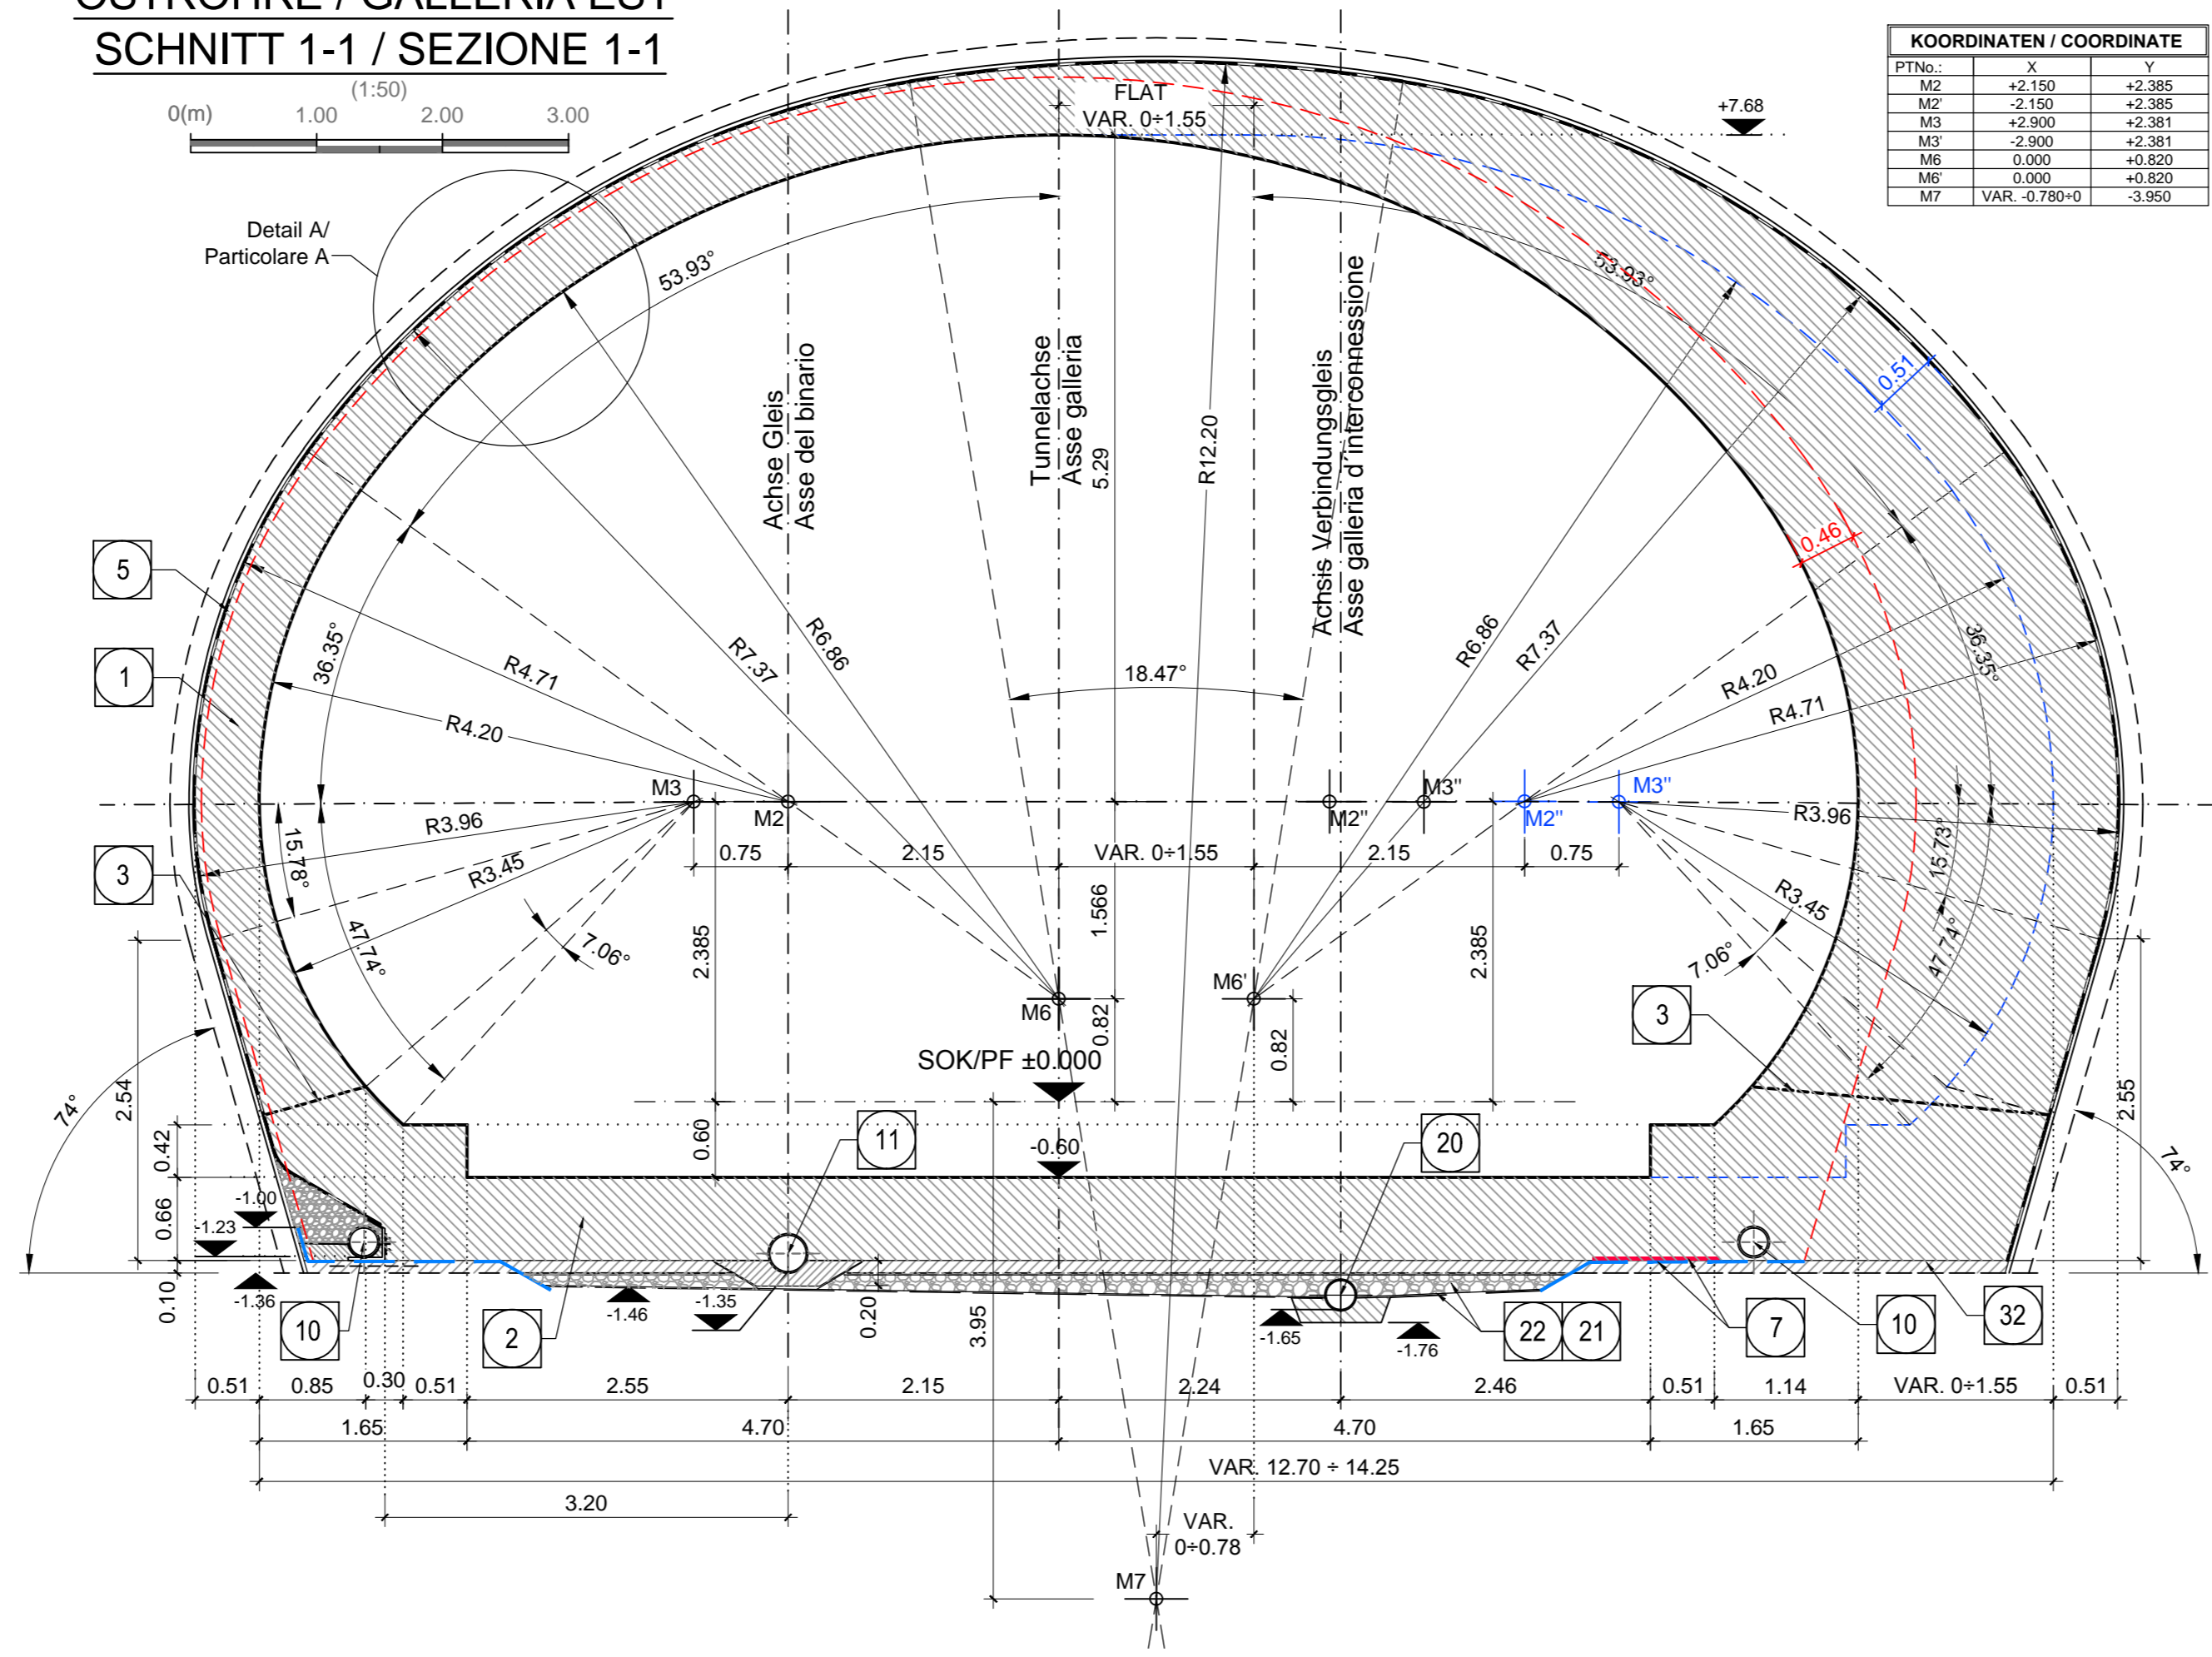 OSTRÖHRE / GALLERIA EST
SCHNITT 1-1 / SEZIONE 1-1
(1:50)
0(m) 1.00 2.00 3.00
KOORDINATEN / COORDINATE
PTNo.: X Y
M2 +2.150 +2.385
M2' -2.150 +2.385
M3 +2.900 +2.381
M3' -2.900 +2.381
M6 0.000 +0.820
M6' 0.000 +0.820
M7 VAR. -0.780÷0 -3.950
FLAT
VAR. 0÷1.55
+7.68
Detail A/
Particolare A
53.93°
53.93°
Achse Gleis
Asse del binario
Tunnelachse
Asse galleria
5.29
R12.20
Achsis Verbindungsgleis
Asse galleria d'interconnessione
0.51
0.46
5
1
3
36.35°
36.35°
R4.71
R4.20
R7.37
R6.86
R6.86
R7.37
18.47°
R4.20
R4.71
M3
M2
M2"
M3"
M2"
M3"
R3.96
R3.96
0.75
2.15
VAR. 0÷1.55
2.15
0.75
15.78°
R3.45
47.74°
7.06°
2.385
1.566
2.385
15.73°
R3.45
47.74°
7.06°
M6
M6'
0.82
0.82
3
SOK/PF ±0.000
74°
2.54
2.55
74°
0.42
0.60
-0.60
11
20
0.66
-1.00
-1.23
0.10
-1.36
10
2
-1.46
-1.35
0.20
3.95
-1.65
-1.76
22
21
7
10
32
0.51 0.85 0.30 0.51 2.55 2.15 2.24 2.46 0.51 1.14 VAR. 0÷1.55 0.51
1.65 4.70 4.70 1.65
VAR. 12.70 ÷ 14.25
3.20
VAR.
0÷0.78
M7